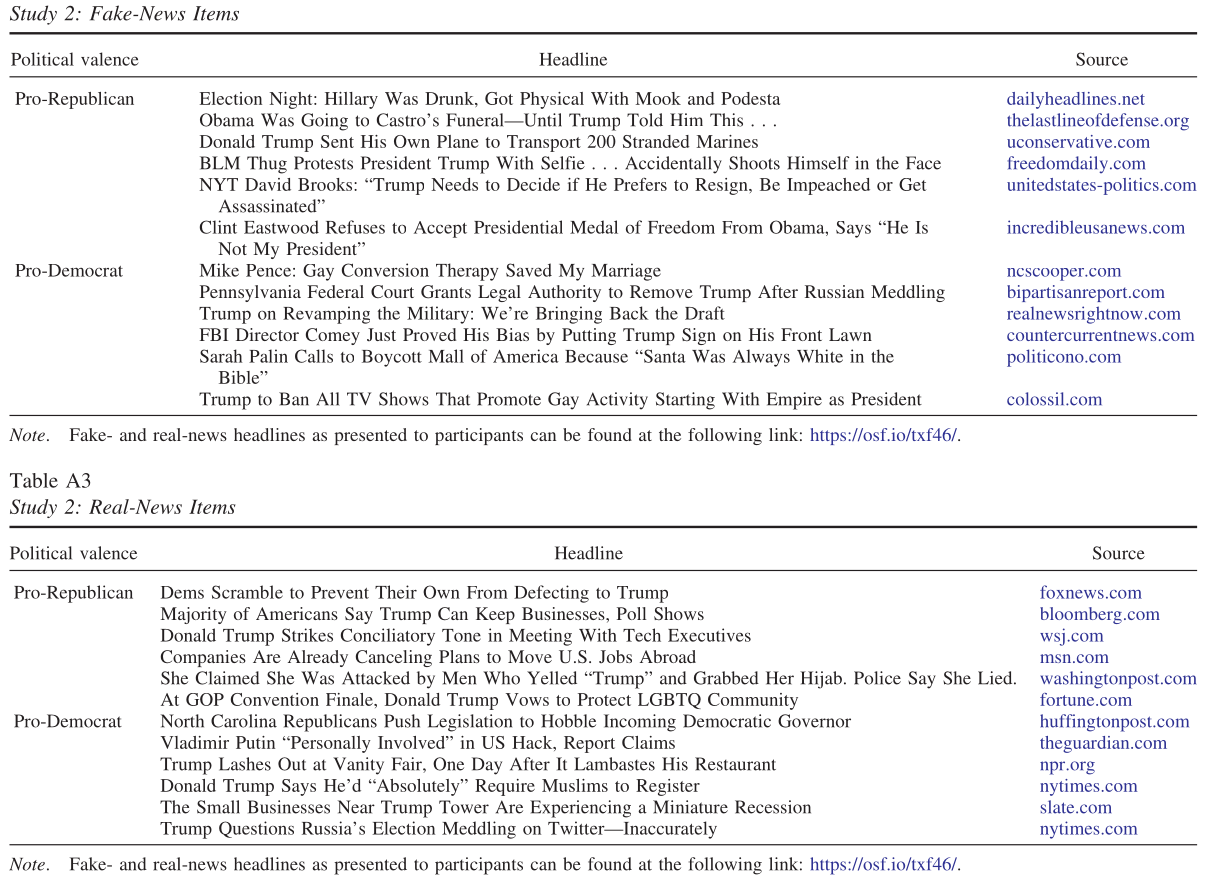 Study 2: Fake-News Items
Political valence Headline Source
Pro-Republican Election Night: Hillary Was Drunk, Got Physical With Mook and Podesta dailyheadlines.net
Obama Was Going to Castro's Funeral—Until Trump Told Him This . . . thelastlineofdefense.org
Donald Trump Sent His Own Plane to Transport 200 Stranded Marines uconservative.com
BLM Thug Protests President Trump With Selfie . . . Accidentally Shoots Himself in the Face freedomdaily.com
NYT David Brooks: “Trump Needs to Decide if He Prefers to Resign, Be Impeached or Get unitedstates-politics.com
Assassinated”
Clint Eastwood Refuses to Accept Presidential Medal of Freedom From Obama, Says “He Is incredibleusanews.com
Not My President”
Pro-Democrat Mike Pence: Gay Conversion Therapy Saved My Marriage ncscooper.com
Pennsylvania Federal Court Grants Legal Authority to Remove Trump After Russian Meddling bipartisanreport.com
Trump on Revamping the Military: We're Bringing Back the Draft realnewsrightnow.com
FBI Director Comey Just Proved His Bias by Putting Trump Sign on His Front Lawn countercurrentnews.com
Sarah Palin Calls to Boycott Mall of America Because “Santa Was Always White in the politicono.com
Bible”
Trump to Ban All TV Shows That Promote Gay Activity Starting With Empire as President colossil.com
Note. Fake- and real-news headlines as presented to participants can be found at the following link: https://osf.io/txf46/.
Table A3
Study 2: Real-News Items
Political valence Headline Source
Pro-Republican Dems Scramble to Prevent Their Own From Defecting to Trump foxnews.com
Majority of Americans Say Trump Can Keep Businesses, Poll Shows bloomberg.com
Donald Trump Strikes Conciliatory Tone in Meeting With Tech Executives wsj.com
Companies Are Already Canceling Plans to Move U.S. Jobs Abroad msn.com
She Claimed She Was Attacked by Men Who Yelled “Trump” and Grabbed Her Hijab. Police Say She Lied. washingtonpost.com
At GOP Convention Finale, Donald Trump Vows to Protect LGBTQ Community fortune.com
Pro-Democrat North Carolina Republicans Push Legislation to Hobble Incoming Democratic Governor huffingtonpost.com
Vladimir Putin “Personally Involved” in US Hack, Report Claims theguardian.com
Trump Lashes Out at Vanity Fair, One Day After It Lambastes His Restaurant npr.org
Donald Trump Says He'd “Absolutely” Require Muslims to Register nytimes.com
The Small Businesses Near Trump Tower Are Experiencing a Miniature Recession slate.com
Trump Questions Russia's Election Meddling on Twitter—Inaccurately nytimes.com
Note. Fake- and real-news headlines as presented to participants can be found at the following link: https://osf.io/txf46/.